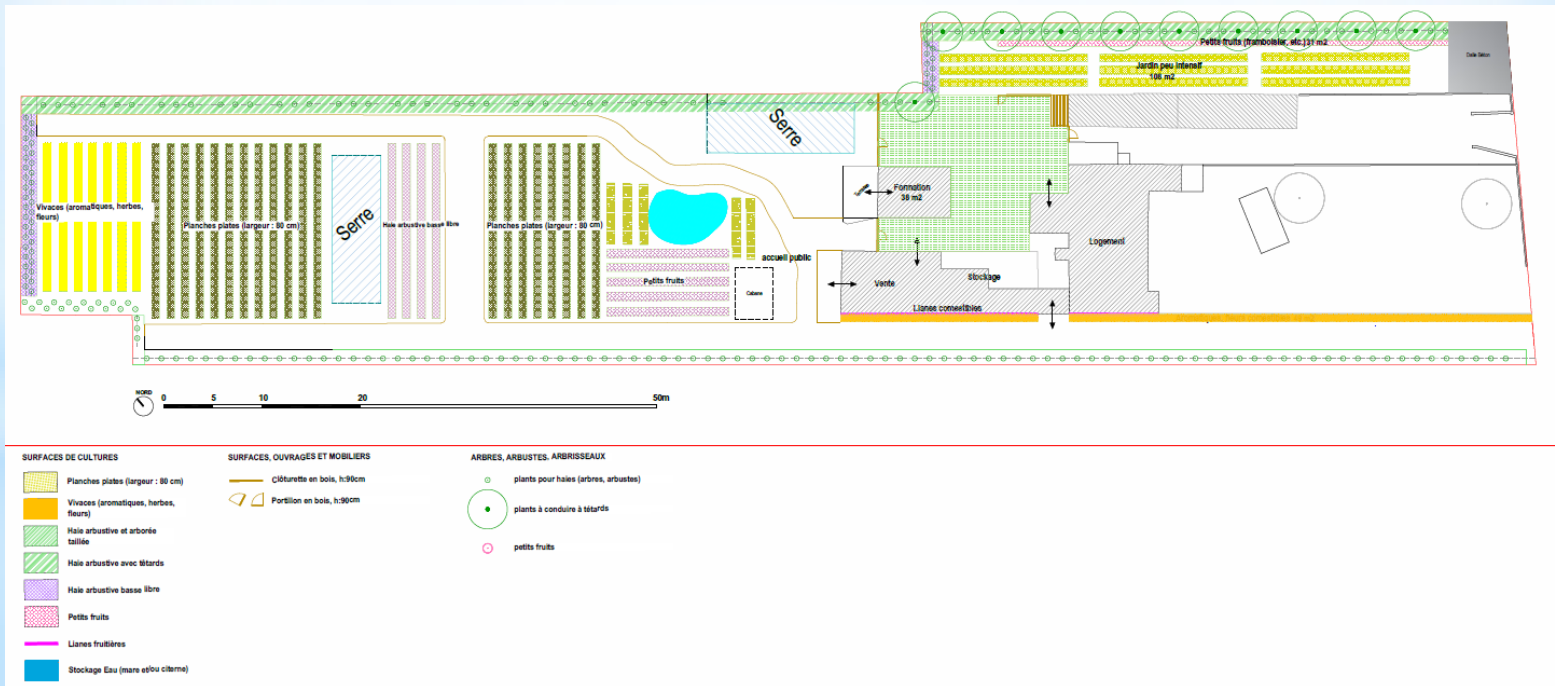 Petits fruits (framboisier, etc.)31 m2
Jardin peu intensif
106 m2
Dalle Béton
Serre
Vivaces (aromatiques, herbes,
fleurs)
Planches plates (largeur : 80 cm)
Serre
Haie arbustive basse libre
Planches plates (largeur : 80 cm)
Terrasse
Formation
38 m2
accueil public
Logement
Petits fruits
Cabane
Vente
Stockage
Lianes comestibles
NORD
0 5 10 20 50m
SURFACES DE CULTURES
Planches plates (largeur : 80 cm)
Vivaces (aromatiques, herbes,
fleurs)
Haie arbustive et arborée
taillée
Haie arbustive avec têtards
Haie arbustive basse libre
Petits fruits
Lianes fruitières
Stockage Eau (mare et/ou citerne)
SURFACES, OUVRAGES ET MOBILIERS
Clôturette en bois, h:90cm
Portillon en bois, h:90cm
ARBRES, ARBUSTES, ARBRISSEAUX
plants pour haies (arbres, arbustes)
plants à conduire à têtards
petits fruits